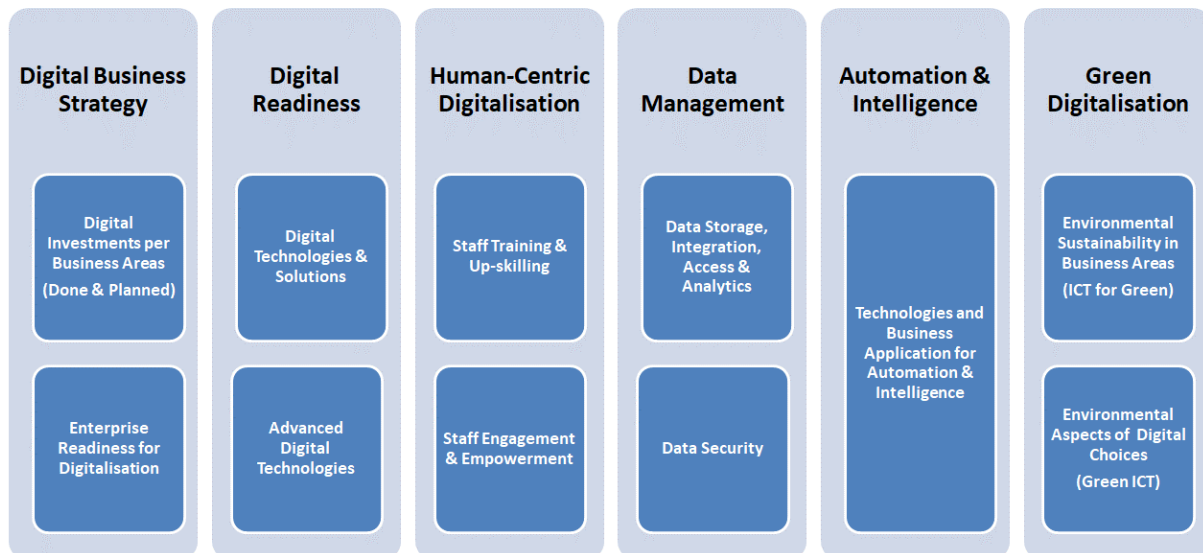 Digital Business
Strategy
Digital
Investments per
Business Areas
(Done & Planned)
Enterprise
Readiness for
Digitalisation
Digital
Readiness
Digital
Technologies &
Solutions
Advanced
Digital
Technologies
Human-Centric
Digitalisation
Staff Training &
Up-skilling
Staff Engagement
& Empowerment
Data
Management
Data Storage,
Integration,
Access &
Analytics
Data Security
Automation &
Intelligence
Technologies and
Business
Application for
Automation &
Intelligence
Green
Digitalisation
Environmental
Sustainability in
Business Areas
(ICT for Green)
Environmental
Aspects of Digital
Choices
(Green ICT)